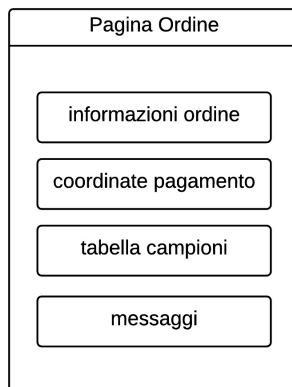 Pagina Ordine
informazioni ordine
coordinate pagamento
tabella campioni
messaggi